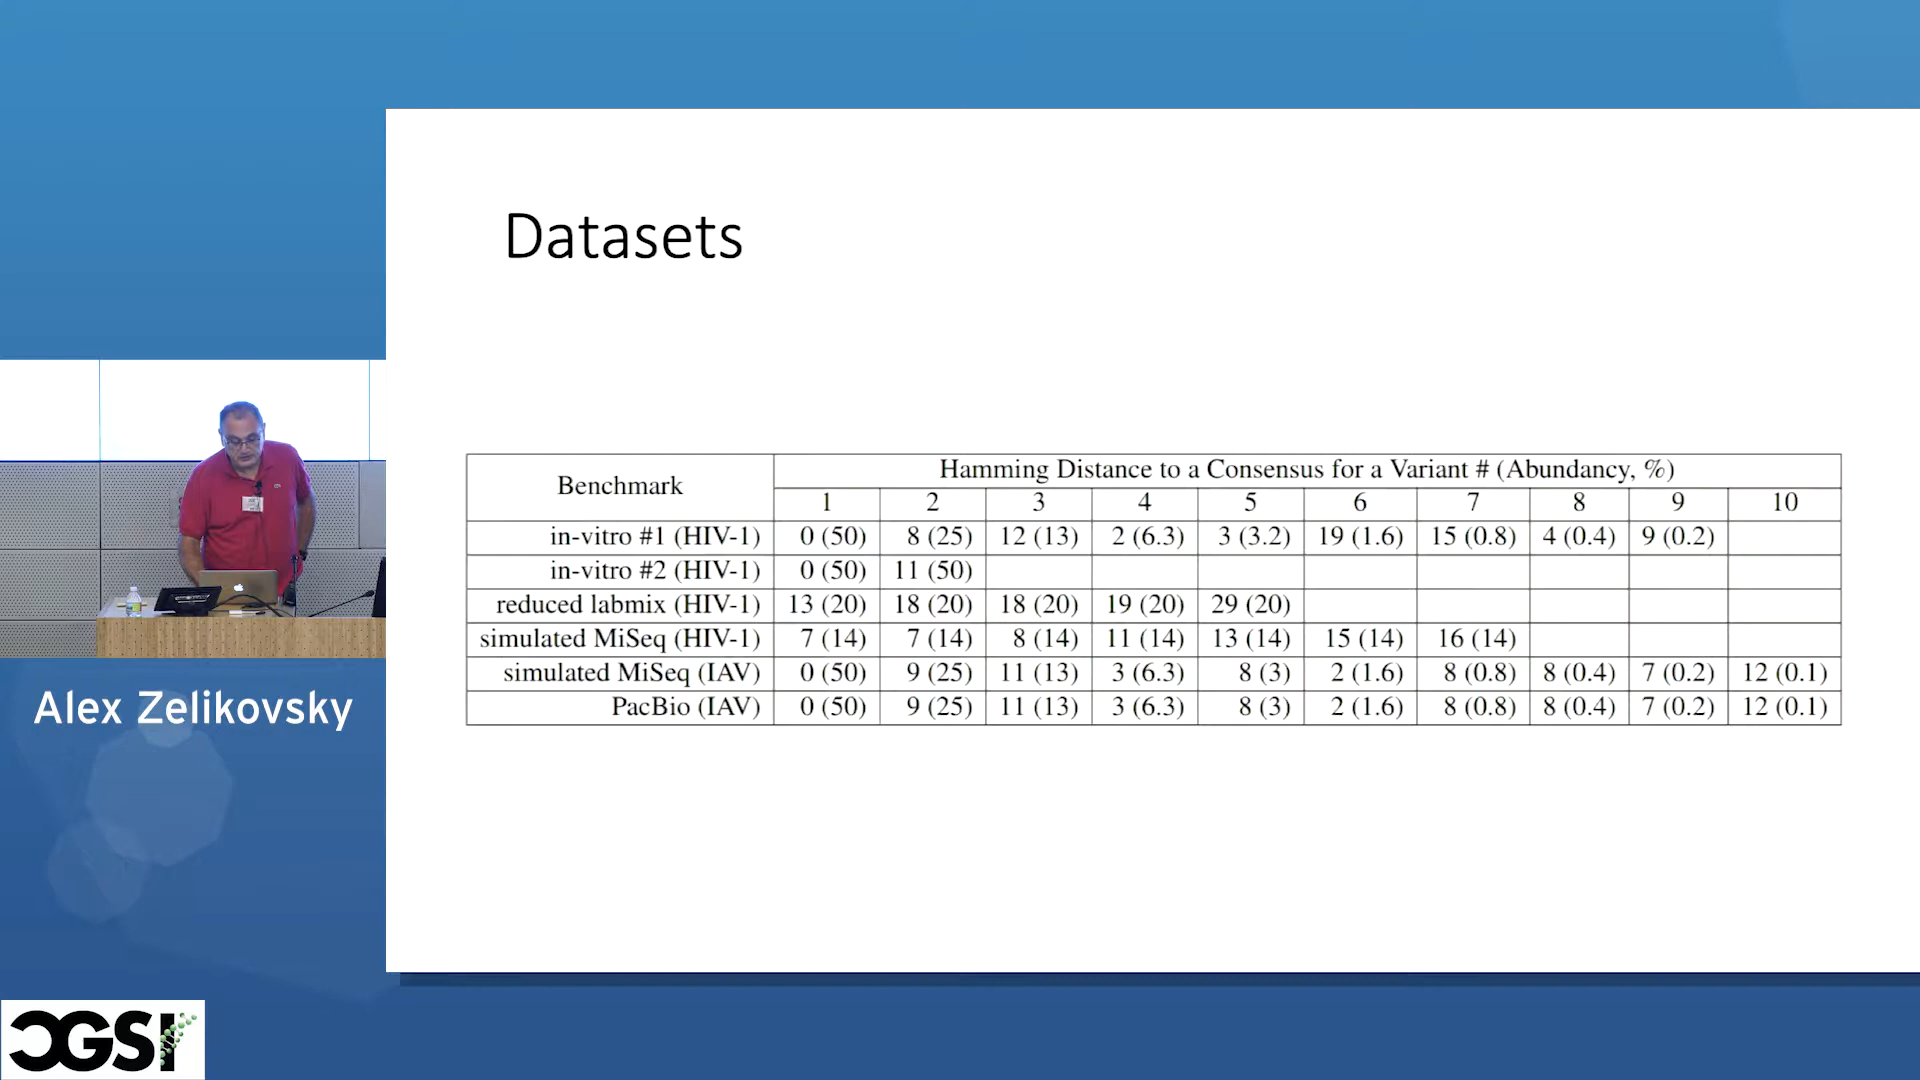 Datasets
Benchmark
Hamming Distance to a Consensus for a Variant # (Abundancy, %)
1 2 3 4 5 6 7 8 9 10
in-vitro #1 (HIV-1) 0 (50) 8 (25) 12 (13) 2 (6.3) 3 (3.2) 19 (1.6) 15 (0.8) 4 (0.4) 9 (0.2)
in-vitro #2 (HIV-1) 0 (50) 11 (50)
reduced labmix (HIV-1) 13 (20) 18 (20) 18 (20) 19 (20) 29 (20)
simulated MiSeq (HIV-1) 7 (14) 7 (14) 8 (14) 11 (14) 13 (14) 15 (14) 16 (14)
simulated MiSeq (IAV) 0 (50) 9 (25) 11 (13) 3 (6.3) 8 (3) 2 (1.6) 8 (0.8) 8 (0.4) 7 (0.2) 12 (0.1)
PacBio (IAV) 0 (50) 9 (25) 11 (13) 3 (6.3) 8 (3) 2 (1.6) 8 (0.8) 8 (0.4) 7 (0.2) 12 (0.1)
Alex Zelikovsky
CGSI